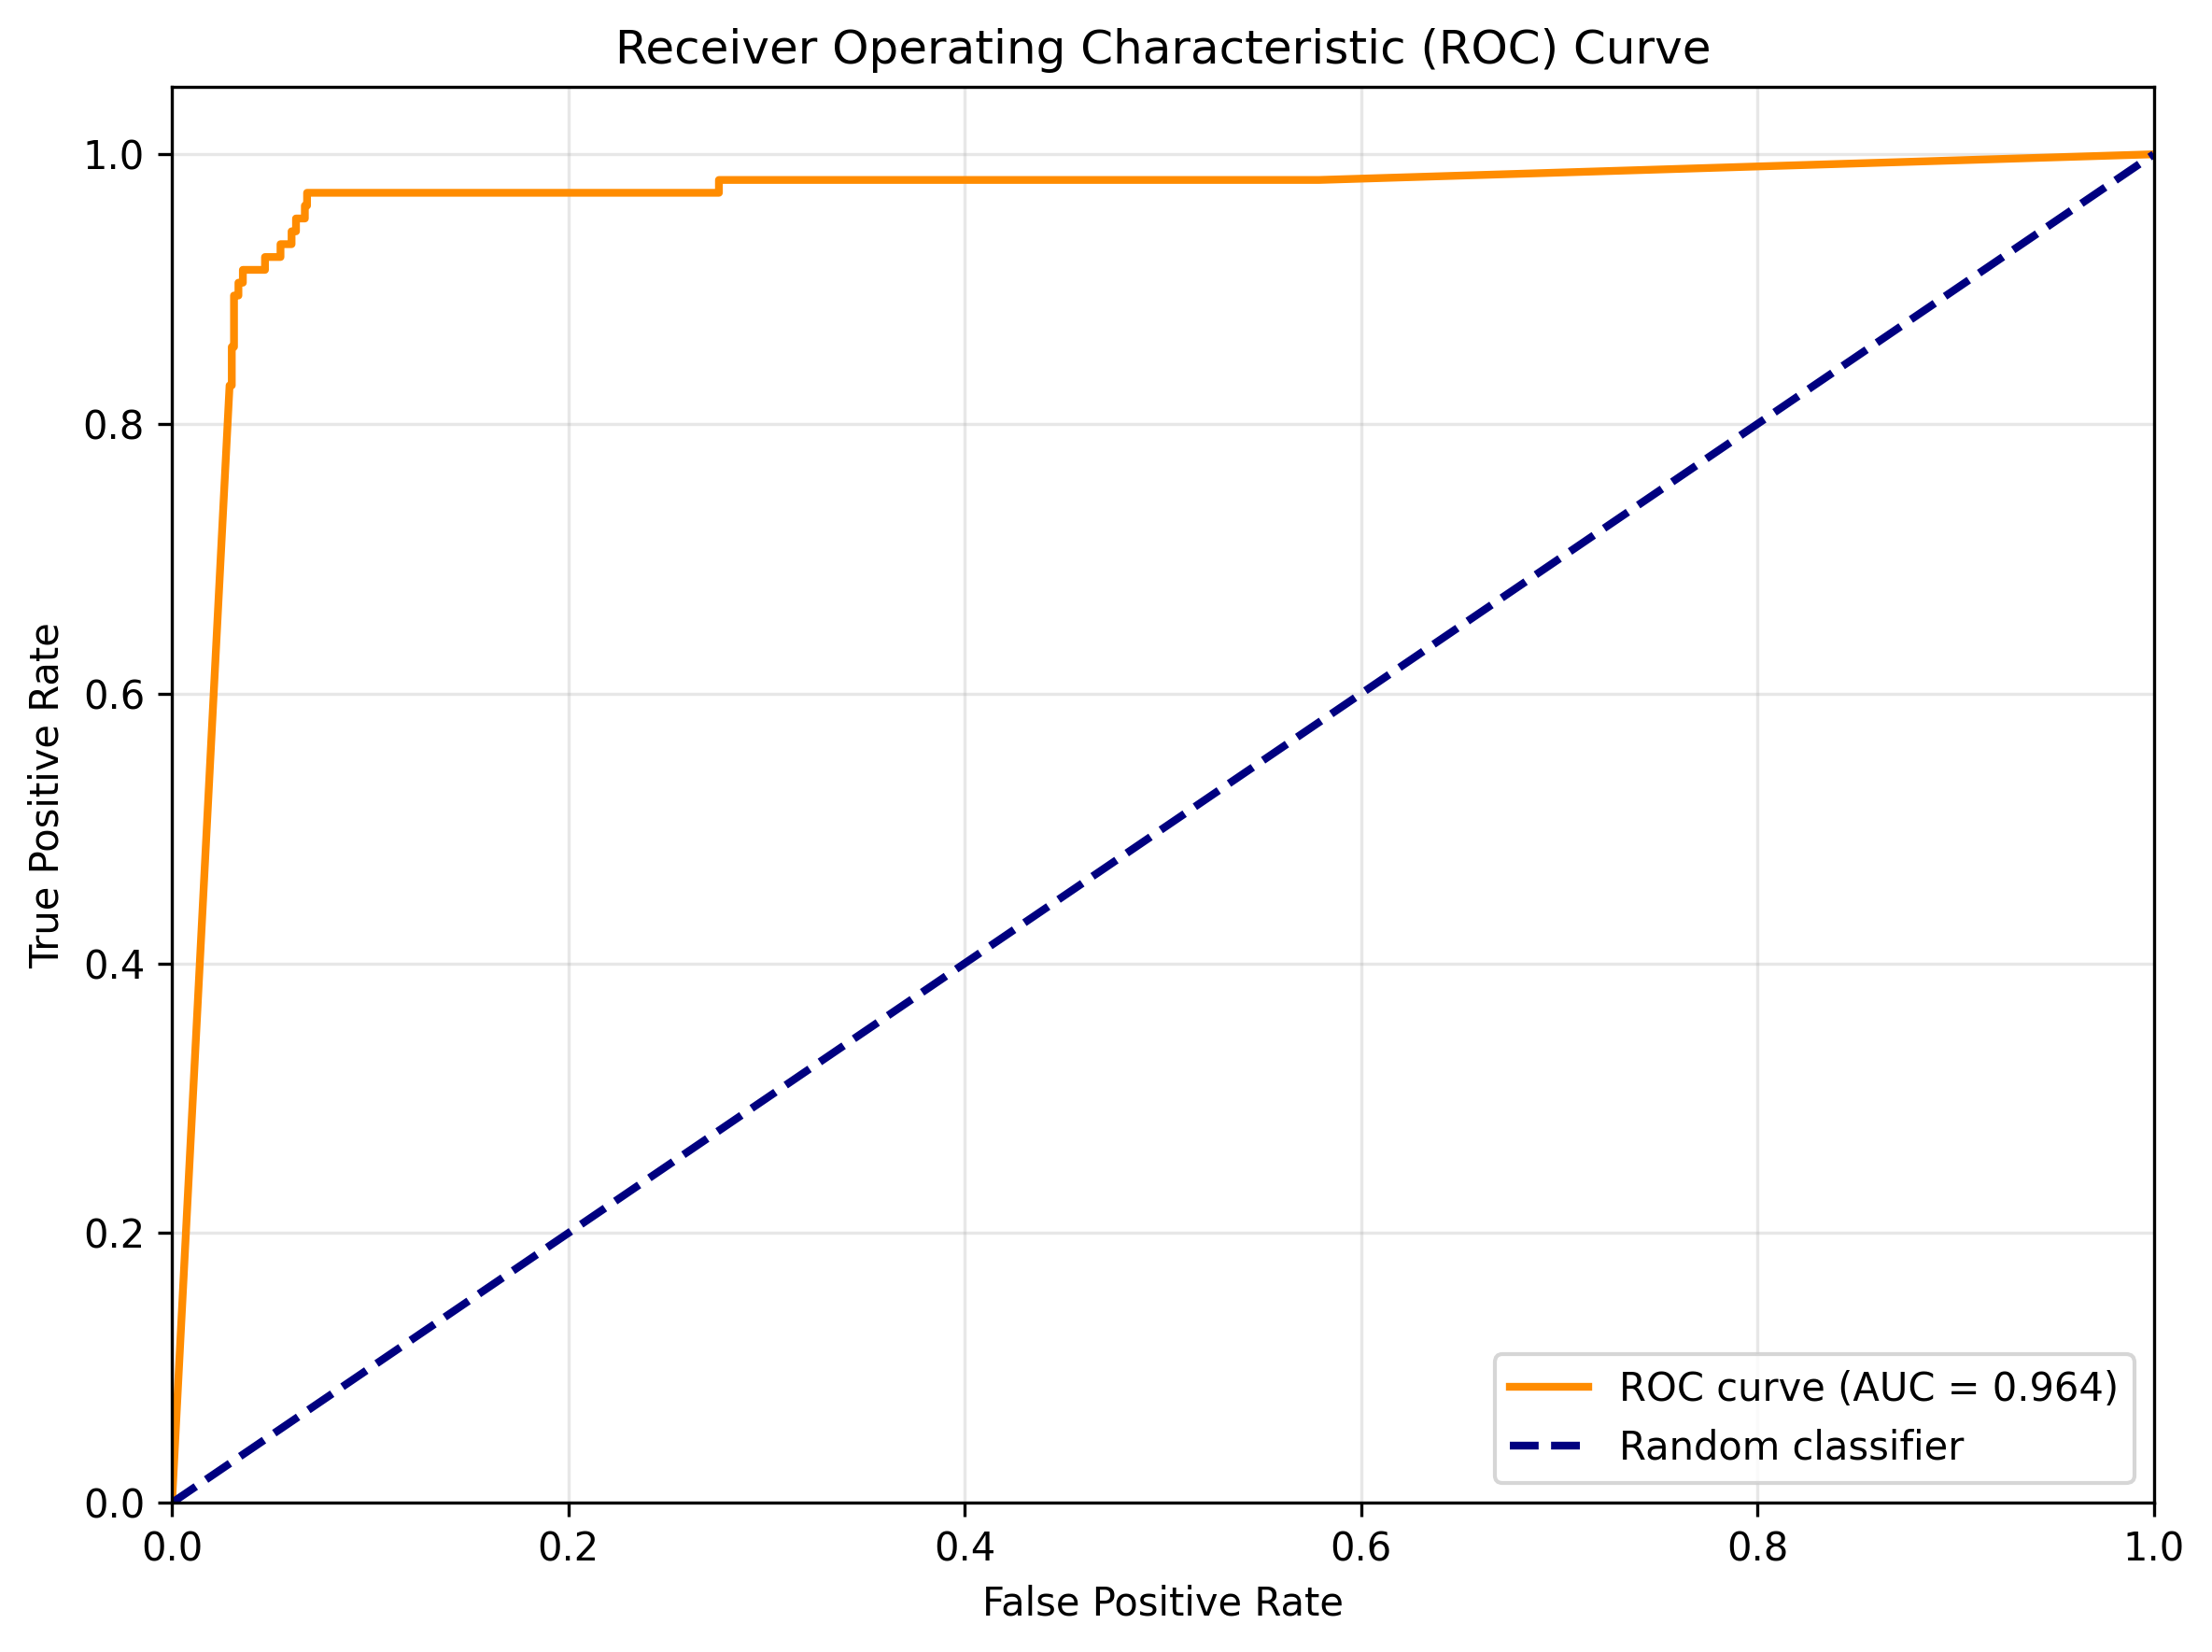 Receiver Operating Characteristic (ROC) Curve
True Positive Rate
1.0
0.8
0.6
0.4
0.2
0.0
0.0 0.2 0.4 0.6 0.8 1.0
False Positive Rate
ROC curve (AUC = 0.964)
Random classifier